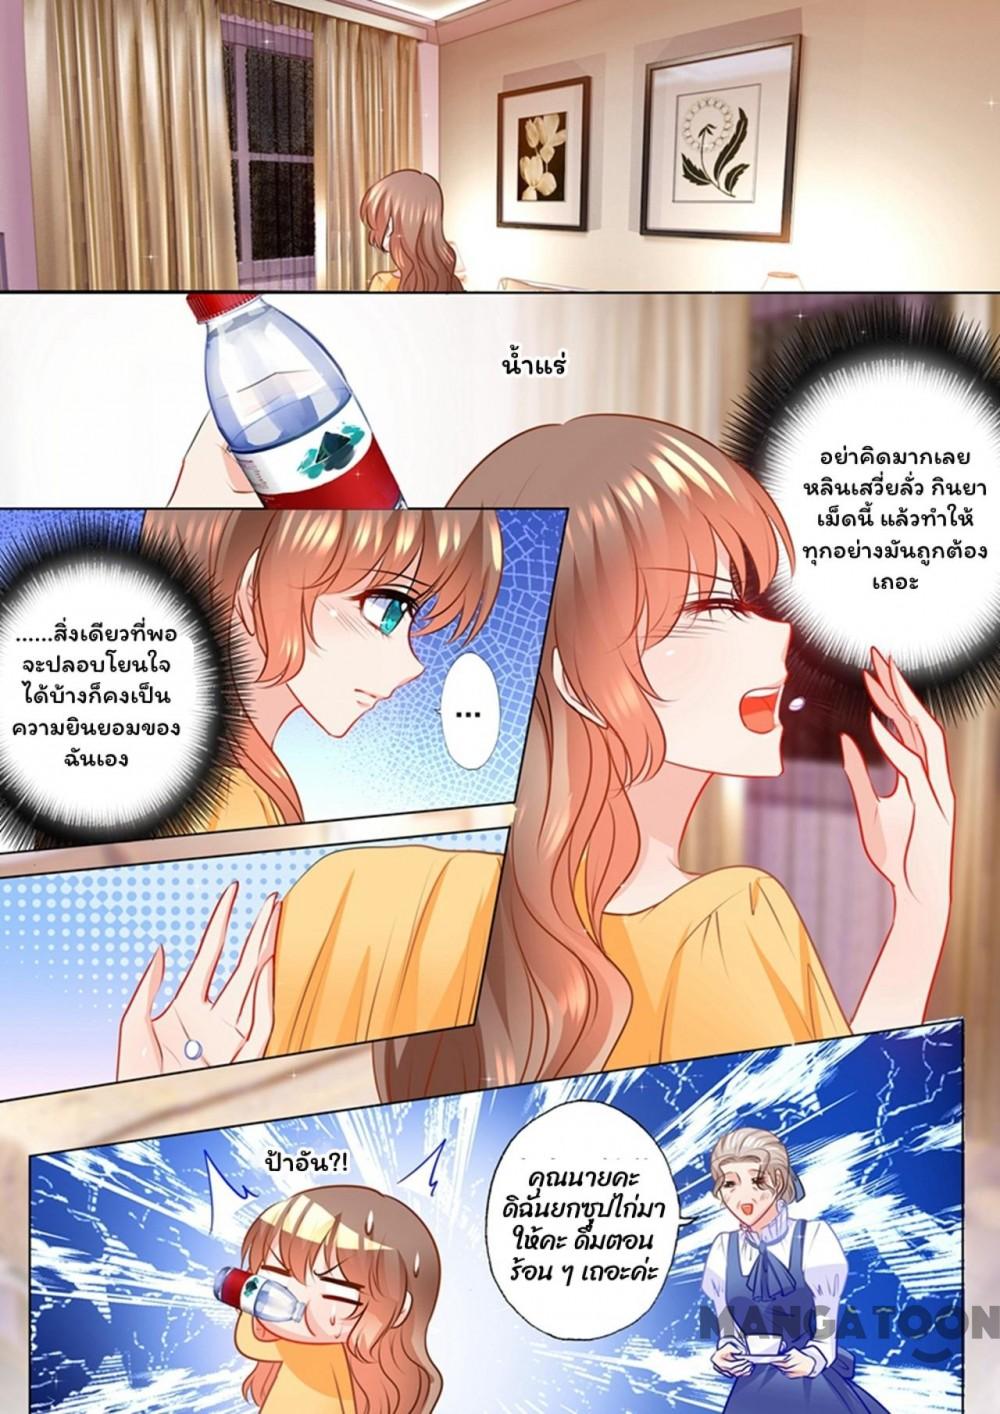 น้ำแร่
อย่าคิดมากเลย
หลินเสวี่ยลั่ว กินยา
เม็ดนี้ แล้วทำให้
ทุกอย่างมันถูกต้อง
เถอะ
......สิ่งเดียวที่พอ
จะปลอบโยนใจ
ได้บ้างก็คงเป็น
ความยินยอมของ
ฉันเอง
...
ป้าอัน?!
คุณนายคะ
ดิฉันยกซุปไก่มา
ให้คะ ดื่มตอน
ร้อน ๆ เถอะค่ะ
MANGATOON